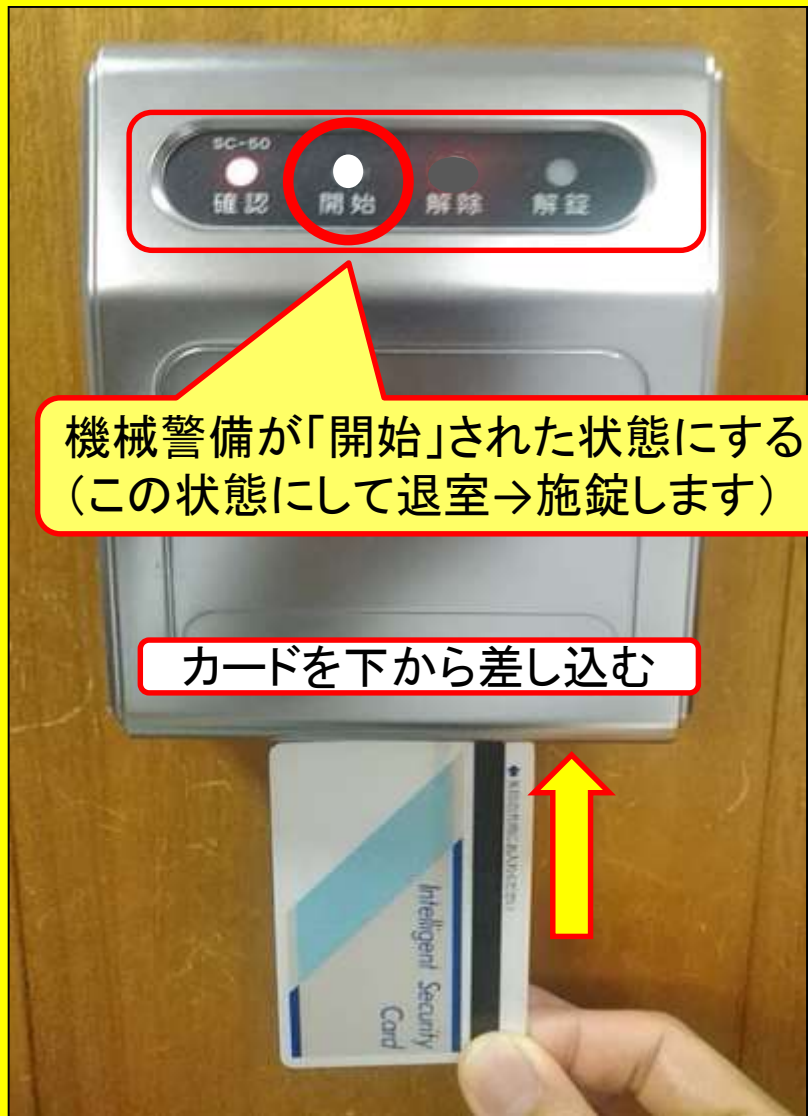 SC-50
確認 開始 解除 解錠
機械警備が「開始」された状態にする
(この状態にして退室→施錠します)
カードを下から差し込む
Intelligent Security
Card